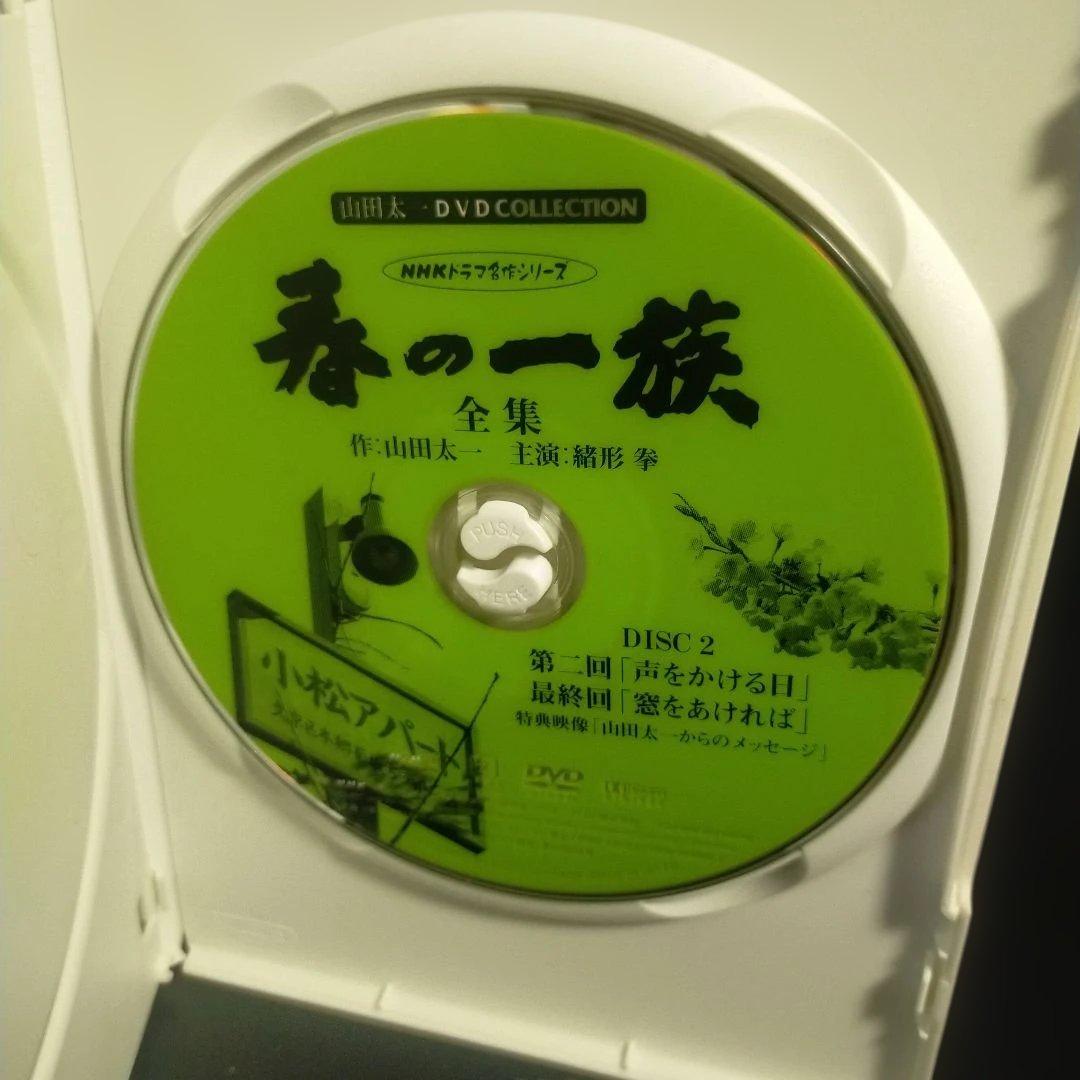 山田太一 DVD COLLECTION
NHKドラマ名作シリーズ
春の一族
全集
作:山田太一 主演:緒形 拳
PUSH
HERE
DISC 2
第二回「声をかける日」
最終回「窓をあければ」
特典映像「山田太一からのメッセージ」
小松アパート
DVD